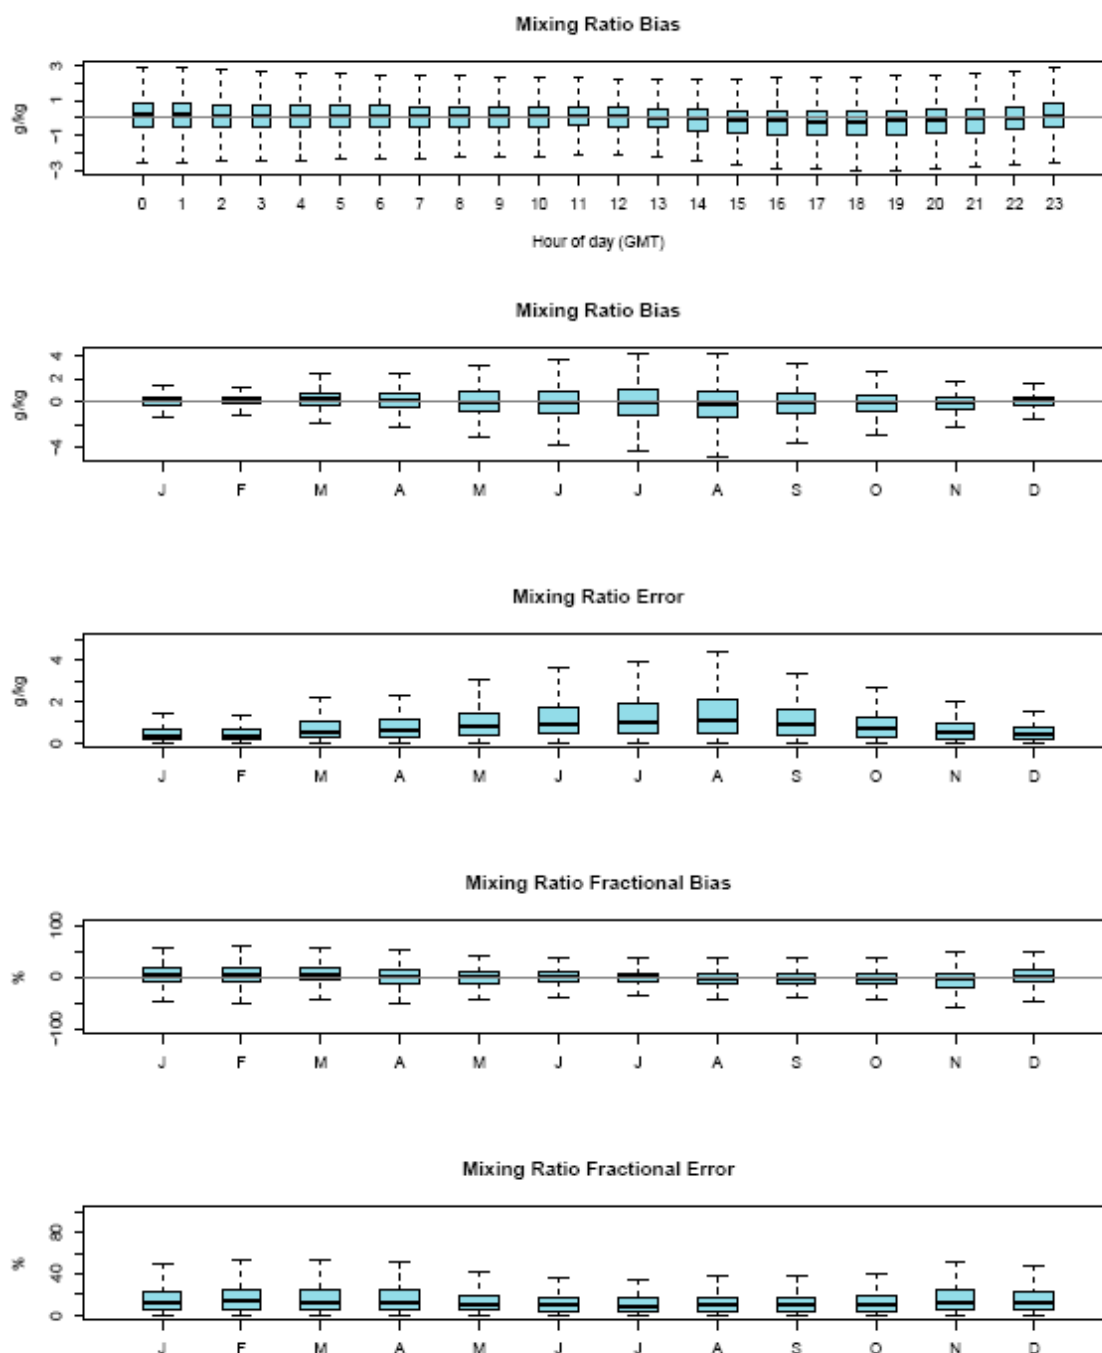 Mixing Ratio Bias
g/kg
3
1
-1
-3
0 1 2 3 4 5 6 7 8 9 10 11 12 13 14 15 16 17 18 19 20 21 22 23
Hour of day (GMT)
Mixing Ratio Bias
g/kg
4
2
0
-4
J F M A M J J A S O N D
Mixing Ratio Error
g/kg
4
2
0
J F M A M J J A S O N D
Mixing Ratio Fractional Bias
%
100
0
-100
J F M A M J J A S O N D
Mixing Ratio Fractional Error
%
80
40
0
J F M A M J J A S O N D